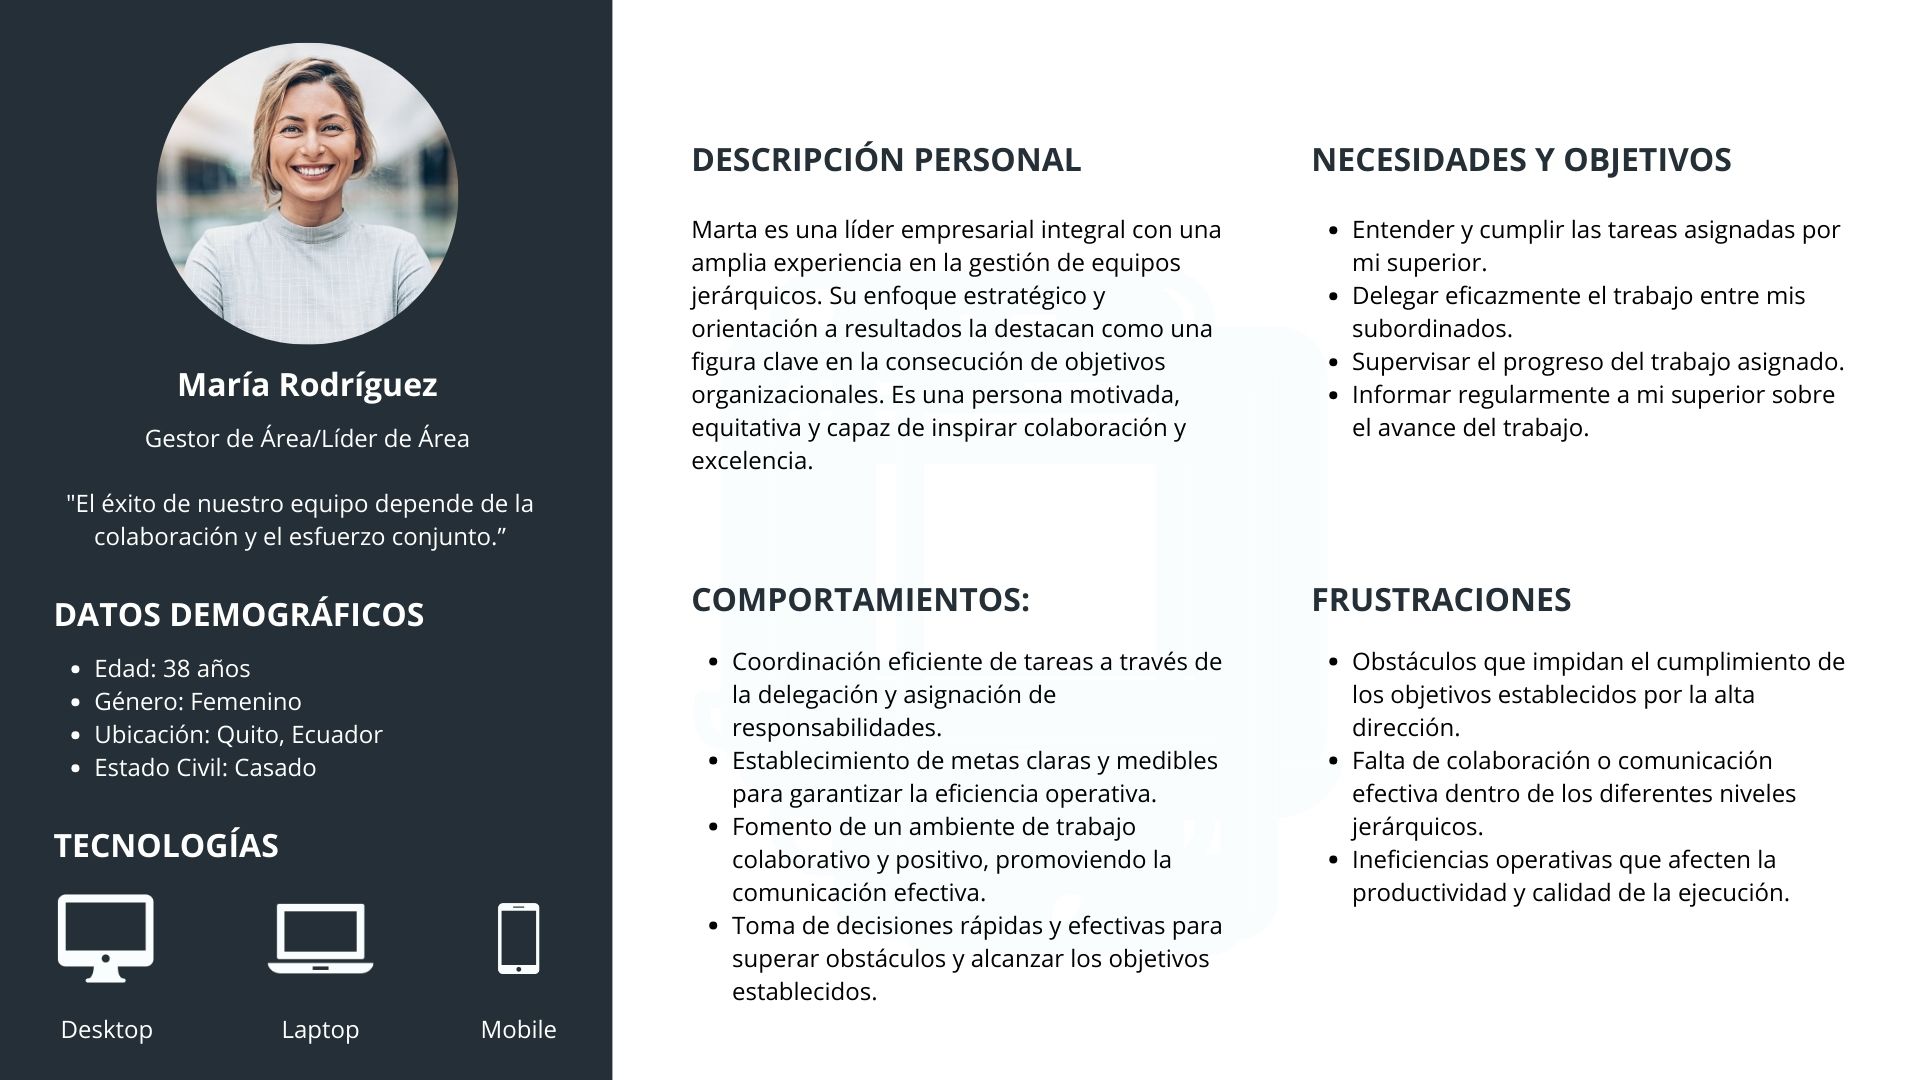 María Rodríguez
Gestor de Área/Líder de Área
"El éxito de nuestro equipo depende de la
colaboración y el esfuerzo conjunto.”
DATOS DEMOGRÁFICOS
• Edad: 38 años
• Género: Femenino
• Ubicación: Quito, Ecuador
• Estado Civil: Casado
TECNOLOGÍAS
Desktop
Laptop
Mobile
DESCRIPCIÓN PERSONAL
Marta es una líder empresarial integral con una
amplia experiencia en la gestión de equipos
jerárquicos. Su enfoque estratégico y
orientación a resultados la destacan como una
figura clave en la consecución de objetivos
organizacionales. Es una persona motivada,
equitativa y capaz de inspirar colaboración y
excelencia.
NECESIDADES Y OBJETIVOS
• Entender y cumplir las tareas asignadas por
mi superior.
• Delegar eficazmente el trabajo entre mis
subordinados.
• Supervisar el progreso del trabajo asignado.
• Informar regularmente a mi superior sobre
el avance del trabajo.
COMPORTAMIENTOS:
• Coordinación eficiente de tareas a través de
la delegación y asignación de
responsabilidades.
• Establecimiento de metas claras y medibles
para garantizar la eficiencia operativa.
• Fomento de un ambiente de trabajo
colaborativo y positivo, promoviendo la
comunicación efectiva.
• Toma de decisiones rápidas y efectivas para
superar obstáculos y alcanzar los objetivos
establecidos.
FRUSTRACIONES
• Obstáculos que impidan el cumplimiento de
los objetivos establecidos por la alta
dirección.
• Falta de colaboración o comunicación
efectiva dentro de los diferentes niveles
jerárquicos.
• Ineficiencias operativas que afecten la
productividad y calidad de la ejecución.